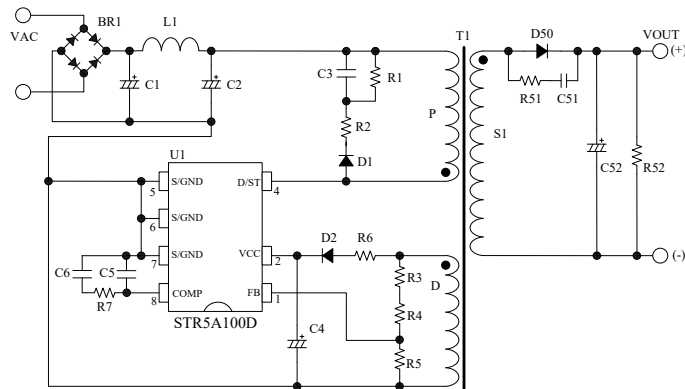 T1
BR1
L1
D50
VOUT
VAC
(+)
C3
R1
C1
C2
R51
C51
P
R2
S1
U1
D1
C52
R52
S/GND
D/ST
5
4
S/GND
6
D2
R6
S/GND
VCC
(-)
C6
C5
7
2
R3
D
COMP
FB
R7
8
1
R4
STR5A100D
C4
R5